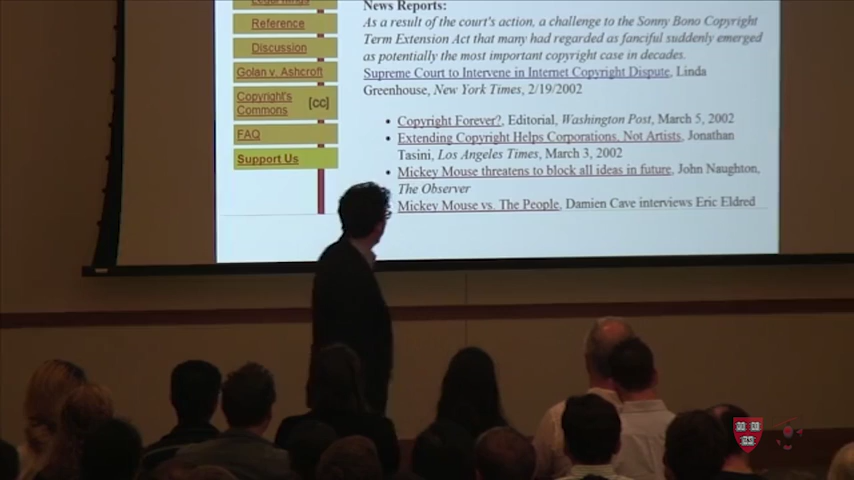 Legal filings
Reference
Discussion
Golan v. Ashcroft
Copyright's
Commons
[cc]
FAQ
Support Us
News Reports:
As a result of the court's action, a challenge to the Sonny Bono Copyright
Term Extension Act that many had regarded as fanciful suddenly emerged
as potentially the most important copyright case in decades.
Supreme Court to Intervene in Internet Copyright Dispute, Linda
Greenhouse, New York Times, 2/19/2002
Copyright Forever?, Editorial, Washington Post, March 5, 2002
Extending Copyright Helps Corporations, Not Artists, Jonathan
Tasini, Los Angeles Times, March 3, 2002
Mickey Mouse threatens to block all ideas in future, John Naughton,
The Observer
Mickey Mouse vs. The People, Damien Cave interviews Eric Eldred